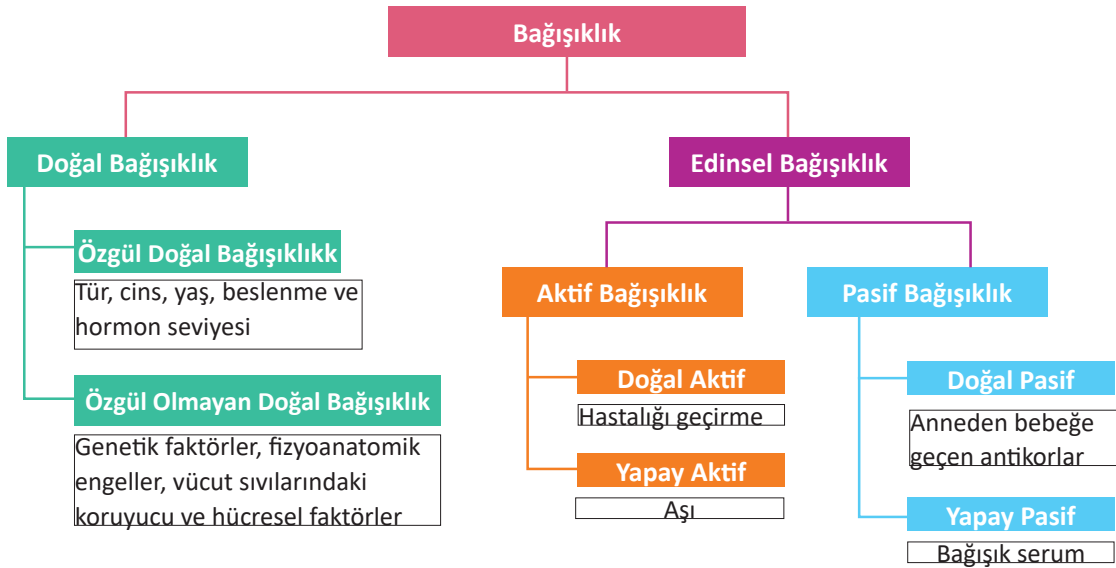 Bağışıklık
Doğal Bağışıklık
Edinsel Bağışıklık
Özgül Doğal Bağışıklıkk
Tür, cins, yaş, beslenme ve
hormon seviyesi
Özgül Olmayan Doğal Bağışıklık
Genetik faktörler, fizyoanatomik
engeller, vücut sıvılarındaki
koruyucu ve hücresel faktörler
Aktif Bağışıklık
Doğal Aktif
Hastalığı geçirme
Yapay Aktif
Aşı
Pasif Bağışıklık
Doğal Pasif
Anneden bebeğe
geçen antikorlar
Yapay Pasif
Bağışık serum